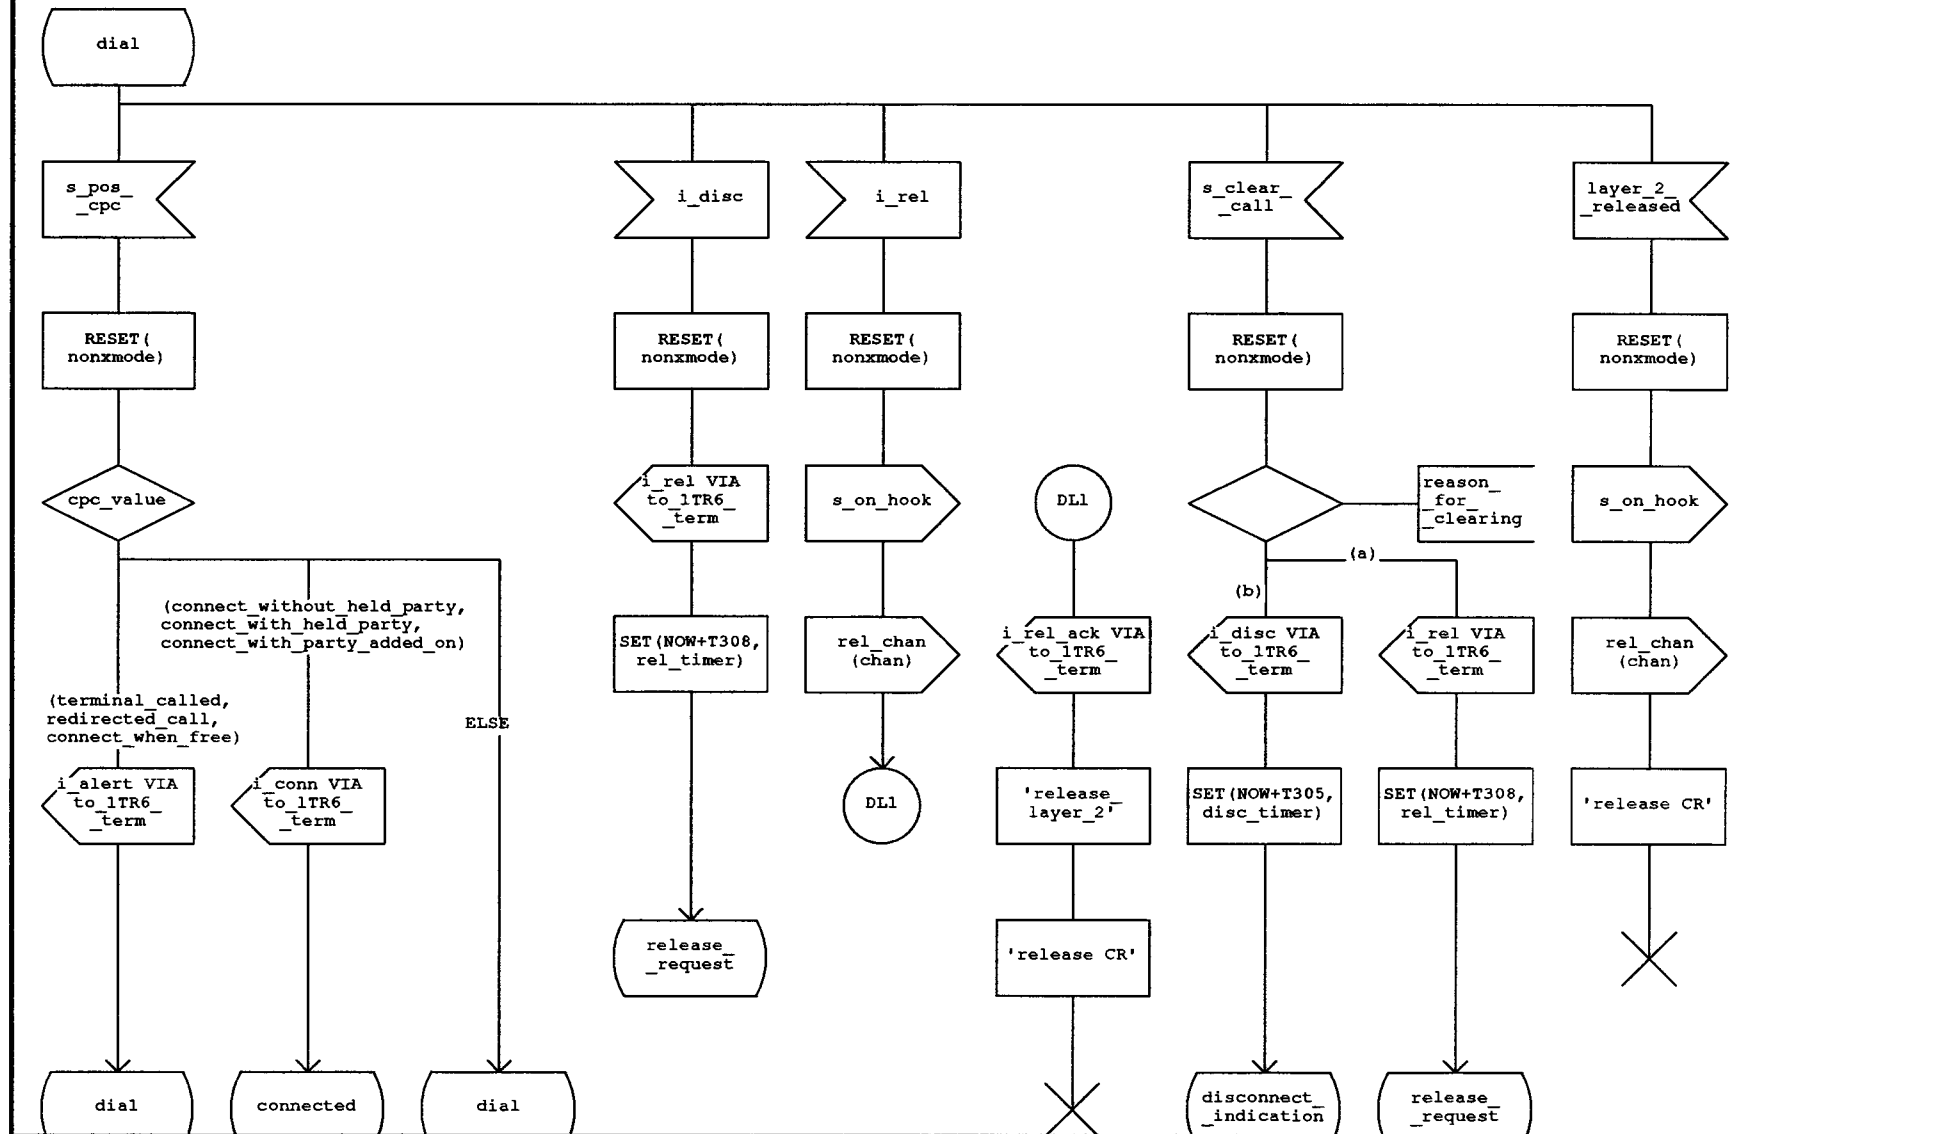 dial
s_pos_
_cpc
i_disc
i_rel
s_clear_
_call
layer_2_
_released
RESET(
nonxmode)
RESET(
nonxmode)
RESET(
nonxmode)
RESET(
nonxmode)
RESET(
nonxmode)
cpc_value
i_rel VIA
to_1TR6_
_term
s_on_hook
DL1
reason_
_for_
_clearing
s_on_hook
(a)
(b)
(connect_without_held_party,
connect_with_held_party,
connect_with_party_added_on)
SET(NOW+T308,
rel_timer)
rel_chan
(chan)
i_rel_ack VIA
to_1TR6_
_term
i_disc VIA
to_1TR6_
_term
i_rel VIA
to_1TR6_
_term
rel_chan
(chan)
(terminal_called,
redirected_call,
connect_when_free)
ELSE
i_alert VIA
to_1TR6_
_term
i_conn VIA
to_1TR6_
_term
DL1
'release_
layer_2'
SET(NOW+T305,
disc_timer)
SET(NOW+T308,
rel_timer)
'release CR'
release_
_request
'release CR'
dial
connected
dial
disconnect_
_indication
release_
_request